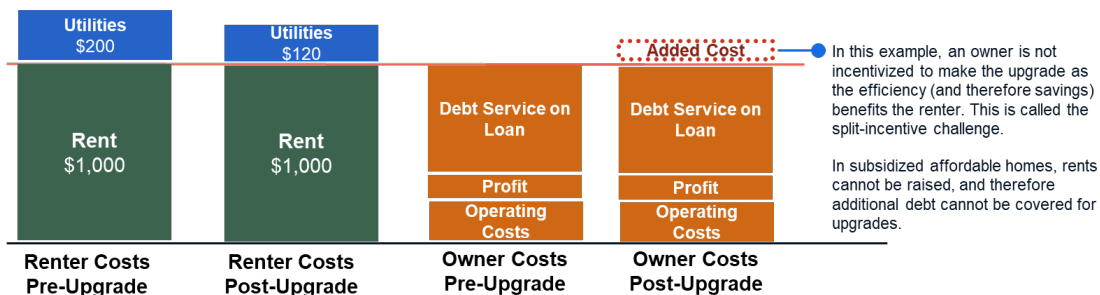 Utilities
$200
Rent
$1,000
Renter Costs
Pre-Upgrade
Utilities
$120
Rent
$1,000
Renter Costs
Post-Upgrade
Debt Service on
Loan
Profit
Operating
Costs
Owner Costs
Pre-Upgrade
Added Cost
Debt Service on
Loan
Profit
Operating
Costs
Owner Costs
Post-Upgrade
In this example, an owner is not
incentivized to make the upgrade as
the efficiency (and therefore savings)
benefits the renter. This is called the
split-incentive challenge.
In subsidized affordable homes, rents
cannot be raised, and therefore
additional debt cannot be covered for
upgrades.